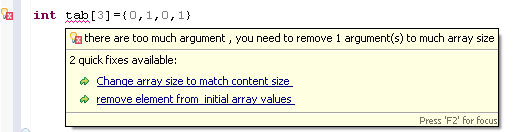 int tab[3]={0,1,0,1}
there are too much argument , you need to remove 1 argument(s) to much array size
2 quick fixes available:
Change array size to match content size
remove element from initial array values
Press 'F2' for focus